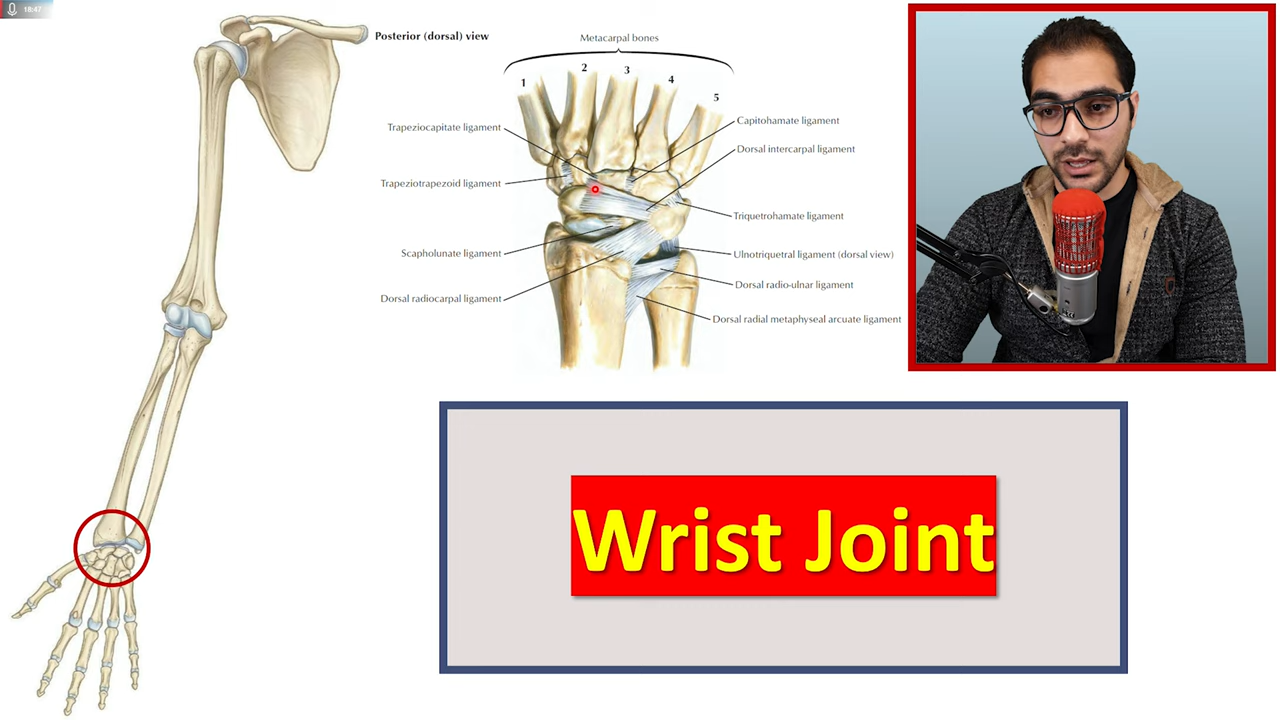 18:47
Posterior (dorsal) view
Metacarpal bones
1
2
3
4
5
Trapeziocapitate ligament
Capitohamate ligament
Dorsal intercarpal ligament
Trapeziotrapezoid ligament
Triquetrohamate ligament
Scapholunate ligament
Ulnotriquetral ligament (dorsal view)
Dorsal radio-ulnar ligament
Dorsal radiocarpal ligament
Dorsal radial metaphyseal arcuate ligament
Wrist Joint